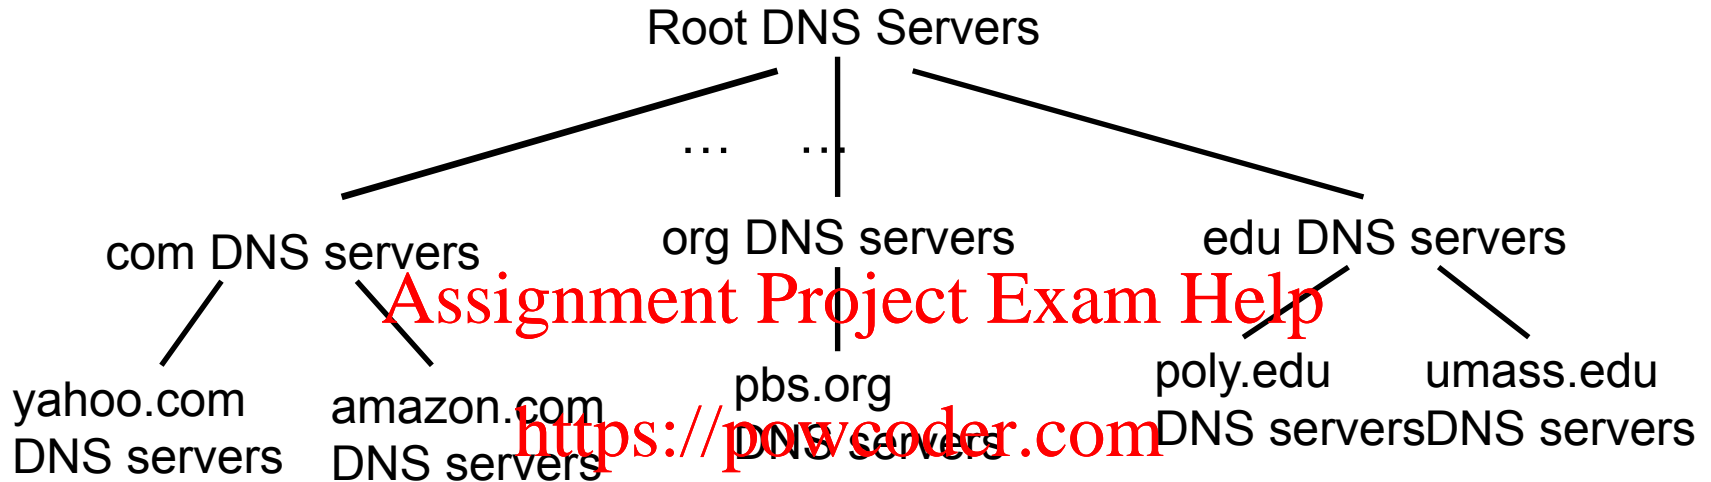 Root DNS Servers
… …
com DNS servers
org DNS servers
edu DNS servers
Assignment Project Exam Help
yahoo.com
DNS servers
amazon.com
DNS servers
pbs.org
DNS servers
poly.edu
DNS servers
umass.edu
DNS servers
https://powcoder.com